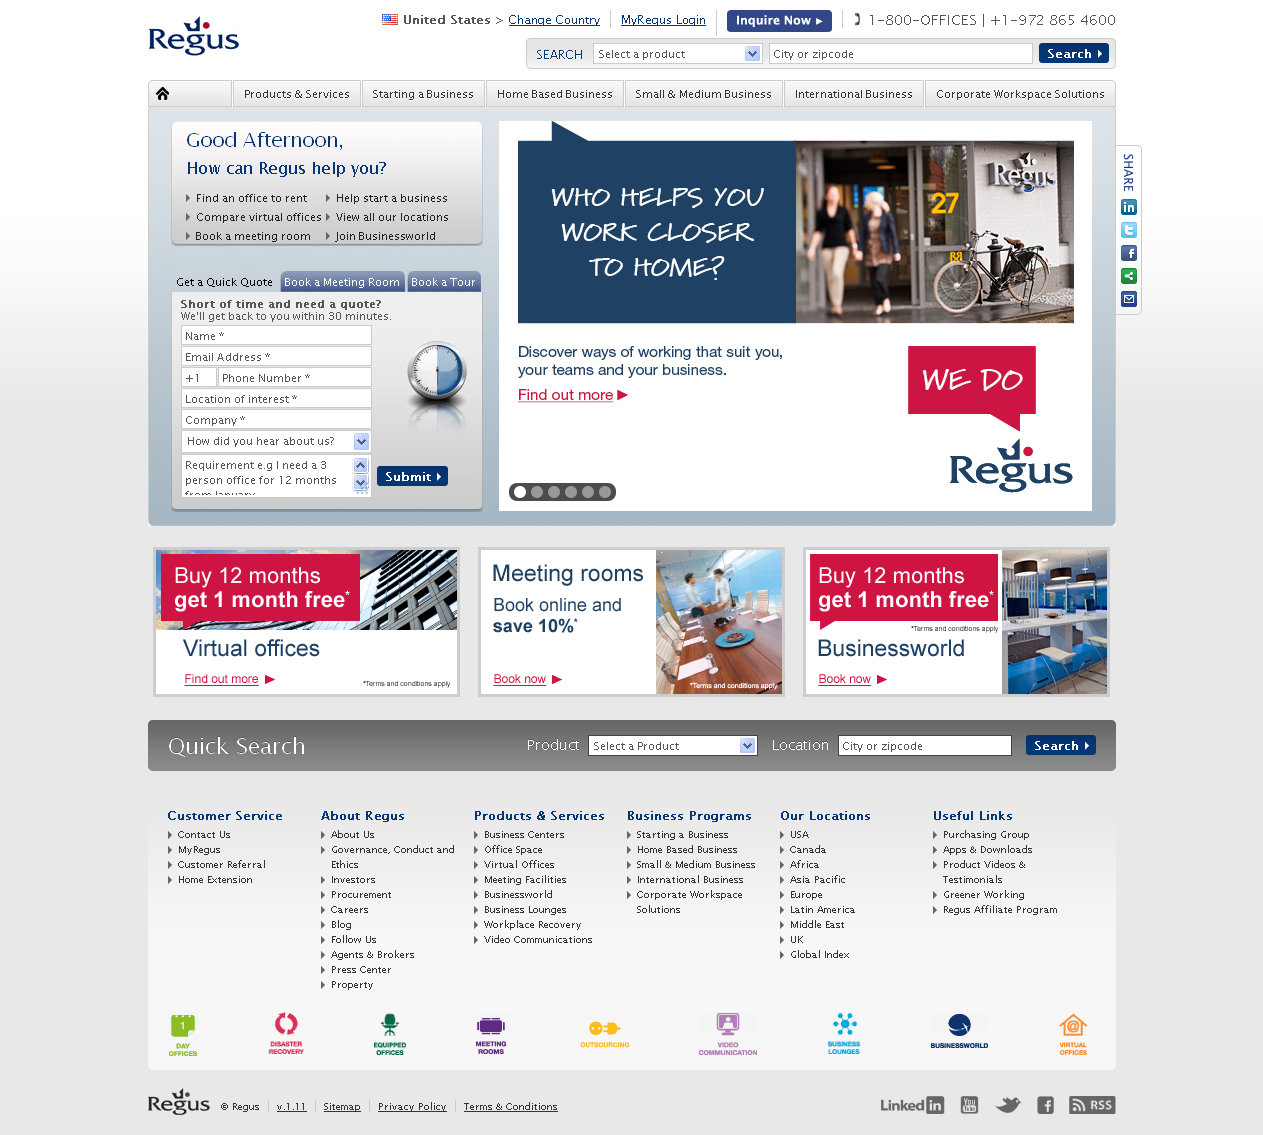 Regus
United States > Change Country
MyRegus Login
Inquire Now ▸
1-800-OFFICES | +1-972 865 4600
SEARCH
Select a product
City or zipcode
Search
Products & Services
Starting a Business
Home Based Business
Small & Medium Business
International Business
Corporate Workspace Solutions
Good Afternoon,
How can Regus help you?
Find an office to rent
Help start a business
Compare virtual offices
View all our locations
Book a meeting room
Join Businessworld
Get a Quick Quote
Book a Meeting Room
Book a Tour
Short of time and need a quote?
We'll get back to you within 30 minutes.
Name *
Email Address *
+1
Phone Number *
Location of interest *
Company *
How did you hear about us?
Requirement e.g I need a 3
person office for 12 months
from January
Submit
WHO HELPS YOU
WORK CLOSER
TO HOME?
Regus
27
Discover ways of working that suit you,
your teams and your business.
Find out more
WE DO
Regus
SHARE
Buy 12 months
get 1 month free*
Virtual offices
Find out more
*Terms and conditions apply
Meeting rooms
Book online and
save 10%*
Book now
*Terms and conditions apply
Buy 12 months
get 1 month free*
*Terms and conditions apply
Businessworld
Book now
Quick Search
Product
Select a Product
Location
City or zipcode
Search
Customer Service
Contact Us
MyRegus
Customer Referral
Home Extension
About Regus
About Us
Governance, Conduct and
Ethics
Investors
Procurement
Careers
Blog
Follow Us
Agents & Brokers
Press Center
Property
Products & Services
Business Centers
Office Space
Virtual Offices
Meeting Facilities
Businessworld
Business Lounges
Workplace Recovery
Video Communications
Business Programs
Starting a Business
Home Based Business
Small & Medium Business
International Business
Corporate Workspace
Solutions
Our Locations
USA
Canada
Africa
Asia Pacific
Europe
Latin America
Middle East
UK
Global Index
Useful Links
Purchasing Group
Apps & Downloads
Product Videos &
Testimonials
Greener Working
Regus Affiliate Program
1
DAY
OFFICES
DISASTER
RECOVERY
EQUIPPED
OFFICES
MEETING
ROOMS
OUTSOURCING
VIDEO
COMMUNICATION
BUSINESS
LOUNGES
BUSINESSWORLD
VIRTUAL
OFFICES
Regus
© Regus
v.1.11
Sitemap
Privacy Policy
Terms & Conditions
Linked in
You Tube
RSS